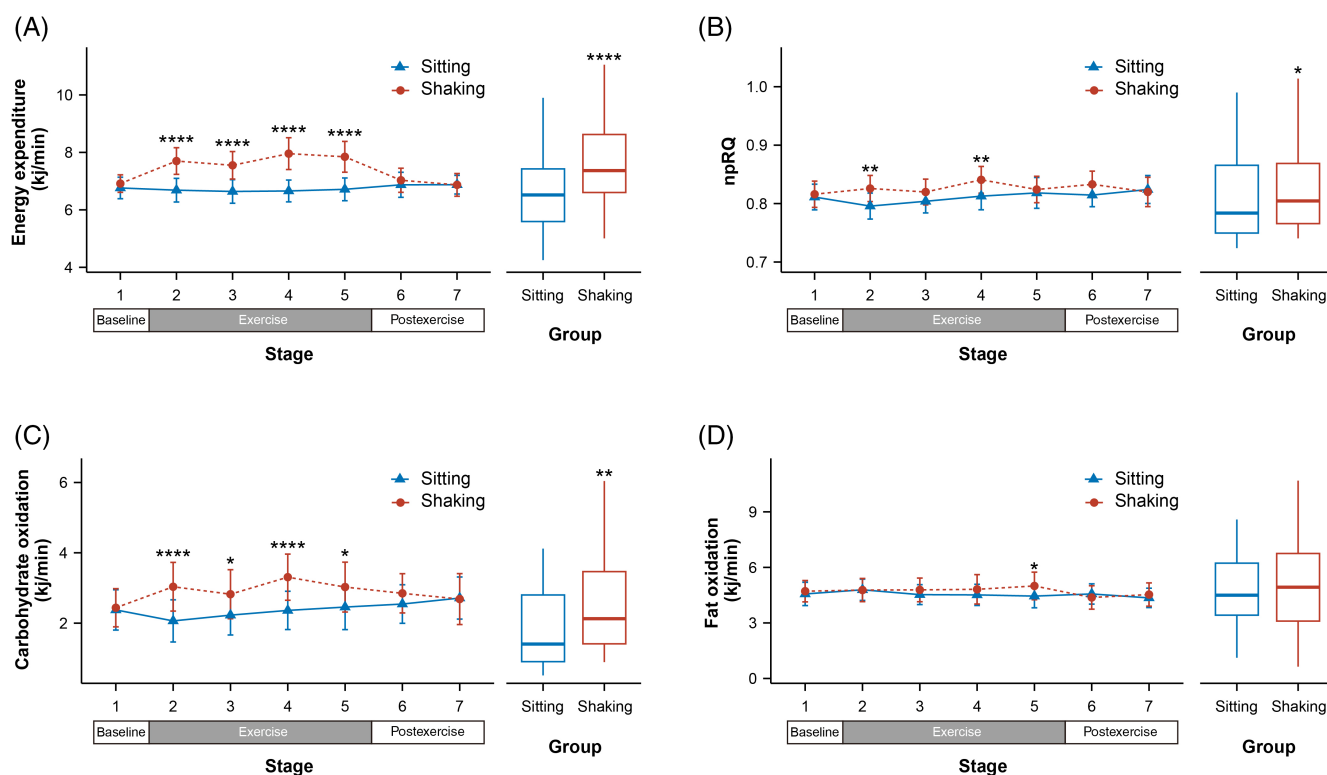 (A)
Energy expenditure
(kj/min)
10
8
6
4
Sitting
Shaking
****
****
****
****
****
1 2 3 4 5 6 7
Baseline Exercise Postexercise
Stage
Sitting Shaking
Group
(B)
npRQ
1.0
0.9
0.8
0.7
Sitting
Shaking
**
**
*
1 2 3 4 5 6 7
Baseline Exercise Postexercise
Stage
Sitting Shaking
Group
(C)
Carbohydrate oxidation
(kj/min)
6
4
2
Sitting
Shaking
****
*
****
*
**
1 2 3 4 5 6 7
Baseline Exercise Postexercise
Stage
Sitting Shaking
Group
(D)
Fat oxidation
(kj/min)
9
6
3
0
Sitting
Shaking
*
1 2 3 4 5 6 7
Baseline Exercise Postexercise
Stage
Sitting Shaking
Group